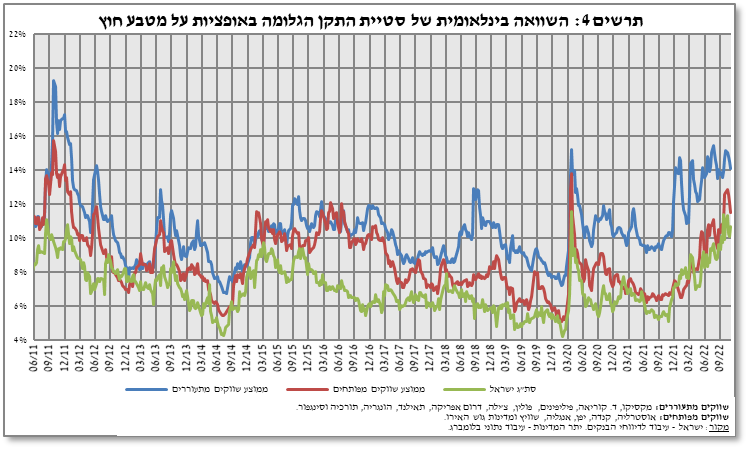 תרשים 4: השוואה בינלאומית של סטיית התקן הגלומה באופציות על מטבע חוץ
22%
20%
18%
16%
14%
12%
10%
8%
6%
4%
06/11 09/11 12/11 03/12 06/12 09/12 12/12 03/13 06/13 09/13 12/13 03/14 06/14 09/14 12/14 03/15 06/15 09/15 12/15 03/16 06/16 09/16 12/16 03/17 06/17 09/17 12/17 03/18 06/18 09/18 12/18 03/19 06/19 09/19 12/19 03/20 06/20 09/20 12/20 03/21 06/21 09/21 12/21 03/22 06/22 09/22
ממוצע שווקים מתעוררים ממוצע שווקים מפותחים סת״ג ישראל
שווקים מתעוררים: מקסיקו, ד. קוריאה, פיליפינים, פולין, צ׳ילה, דרום אפריקה, תאילנד, הונגריה, תורכיה וסינגפור.
שווקים מפותחים: אוסטרליה, קנדה, יפן, אנגליה, שוויץ ומדינות גוש האירו.
מקור: ישראל - עיבוד לדיווחי הבנקים. יתר המדינות - עיבוד נתוני בלומברג.